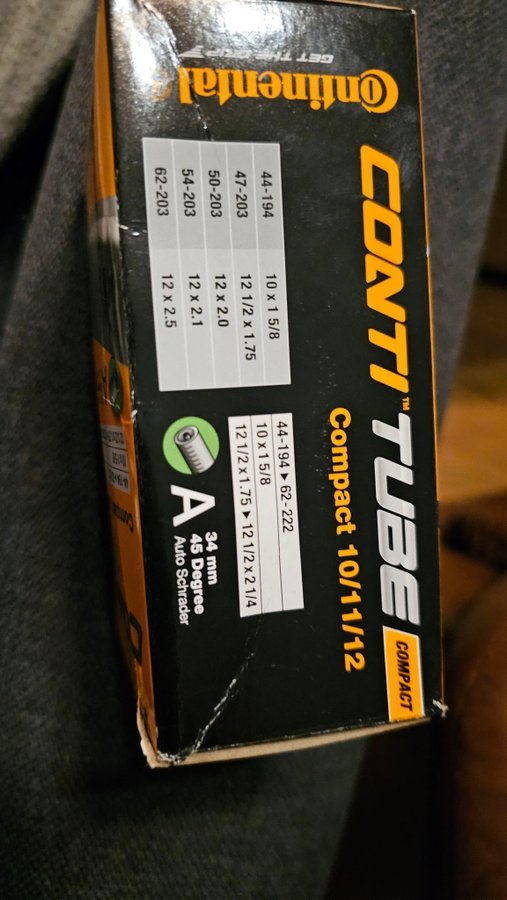 CONTI™ TUBE
COMPACT
Compact 10/11/12
Continental
GET THE GRIP
44-194 10 x 1 5/8
47-203 12 1/2 x 1.75
50-203 12 x 2.0
54-203 12 x 2.1
62-203 12 x 2.5
44-194 ▶ 62-222
10 x 1 5/8
12 1/2 x 1.75 ▶ 12 1/2 x 2 1/4
A
34 mm
45 Degree
Auto Schrader